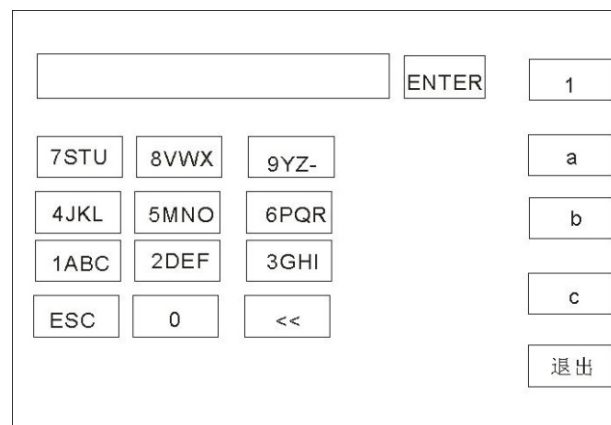 ENTER
1
7STU 8VWX 9YZ-
a
4JKL 5MNO 6PQR
b
1ABC 2DEF 3GHI
c
ESC 0 <<
退出